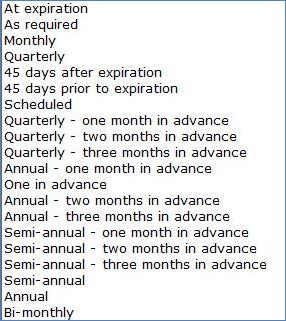 At expiration
As required
Monthly
Quarterly
45 days after expiration
45 days prior to expiration
Scheduled
Quarterly - one month in advance
Quarterly - two months in advance
Quarterly - three months in advance
Annual - one month in advance
One in advance
Annual - two months in advance
Annual - three months in advance
Semi-annual - one month in advance
Semi-annual - two months in advance
Semi-annual - three months in advance
Semi-annual
Annual
Bi-monthly